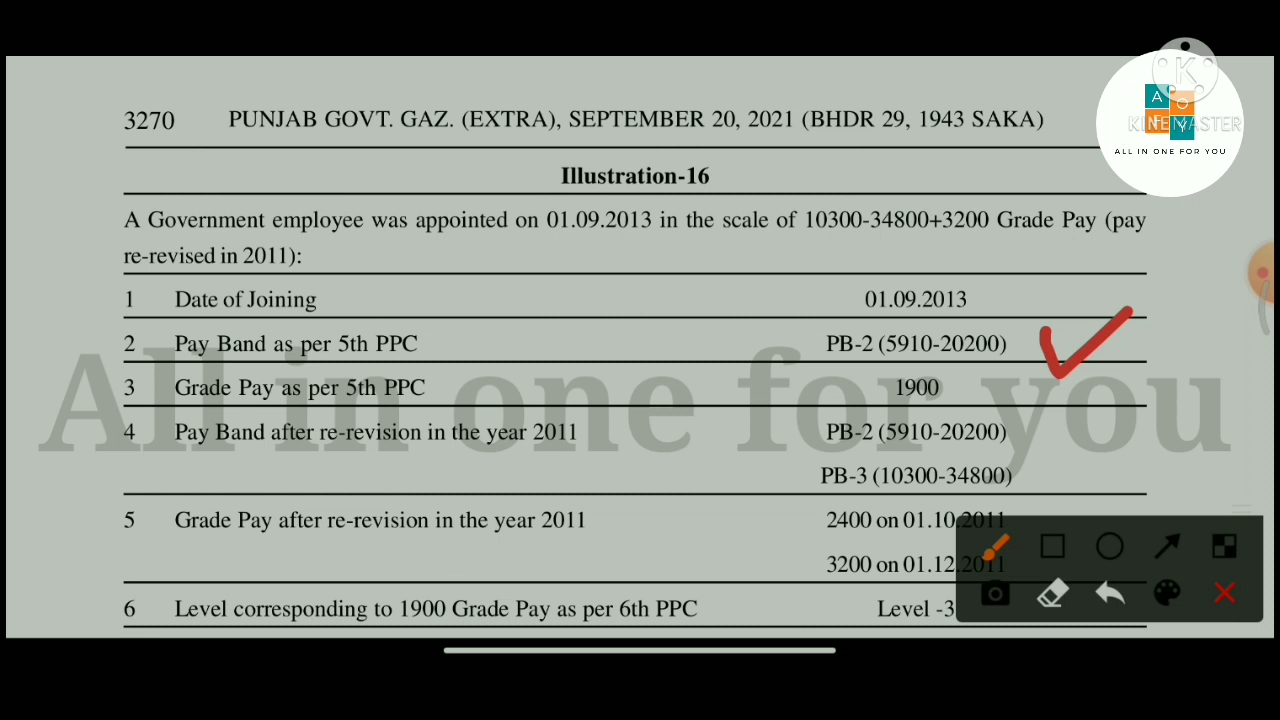 3270 PUNJAB GOVT. GAZ. (EXTRA), SEPTEMBER 20, 2021 (BHDR 29, 1943 SAKA)
A O
F Y
KINEMASTER
ALL IN ONE FOR YOU
Illustration-16
A Government employee was appointed on 01.09.2013 in the scale of 10300-34800+3200 Grade Pay (pay
re-revised in 2011):
1 Date of Joining 01.09.2013
2 Pay Band as per 5th PPC PB-2 (5910-20200)
3 Grade Pay as per 5th PPC 1900
All in one for you
4 Pay Band after re-revision in the year 2011 PB-2 (5910-20200)
PB-3 (10300-34800)
5 Grade Pay after re-revision in the year 2011 2400 on 01.10.2011
3200 on 01.12.2011
6 Level corresponding to 1900 Grade Pay as per 6th PPC Level -3